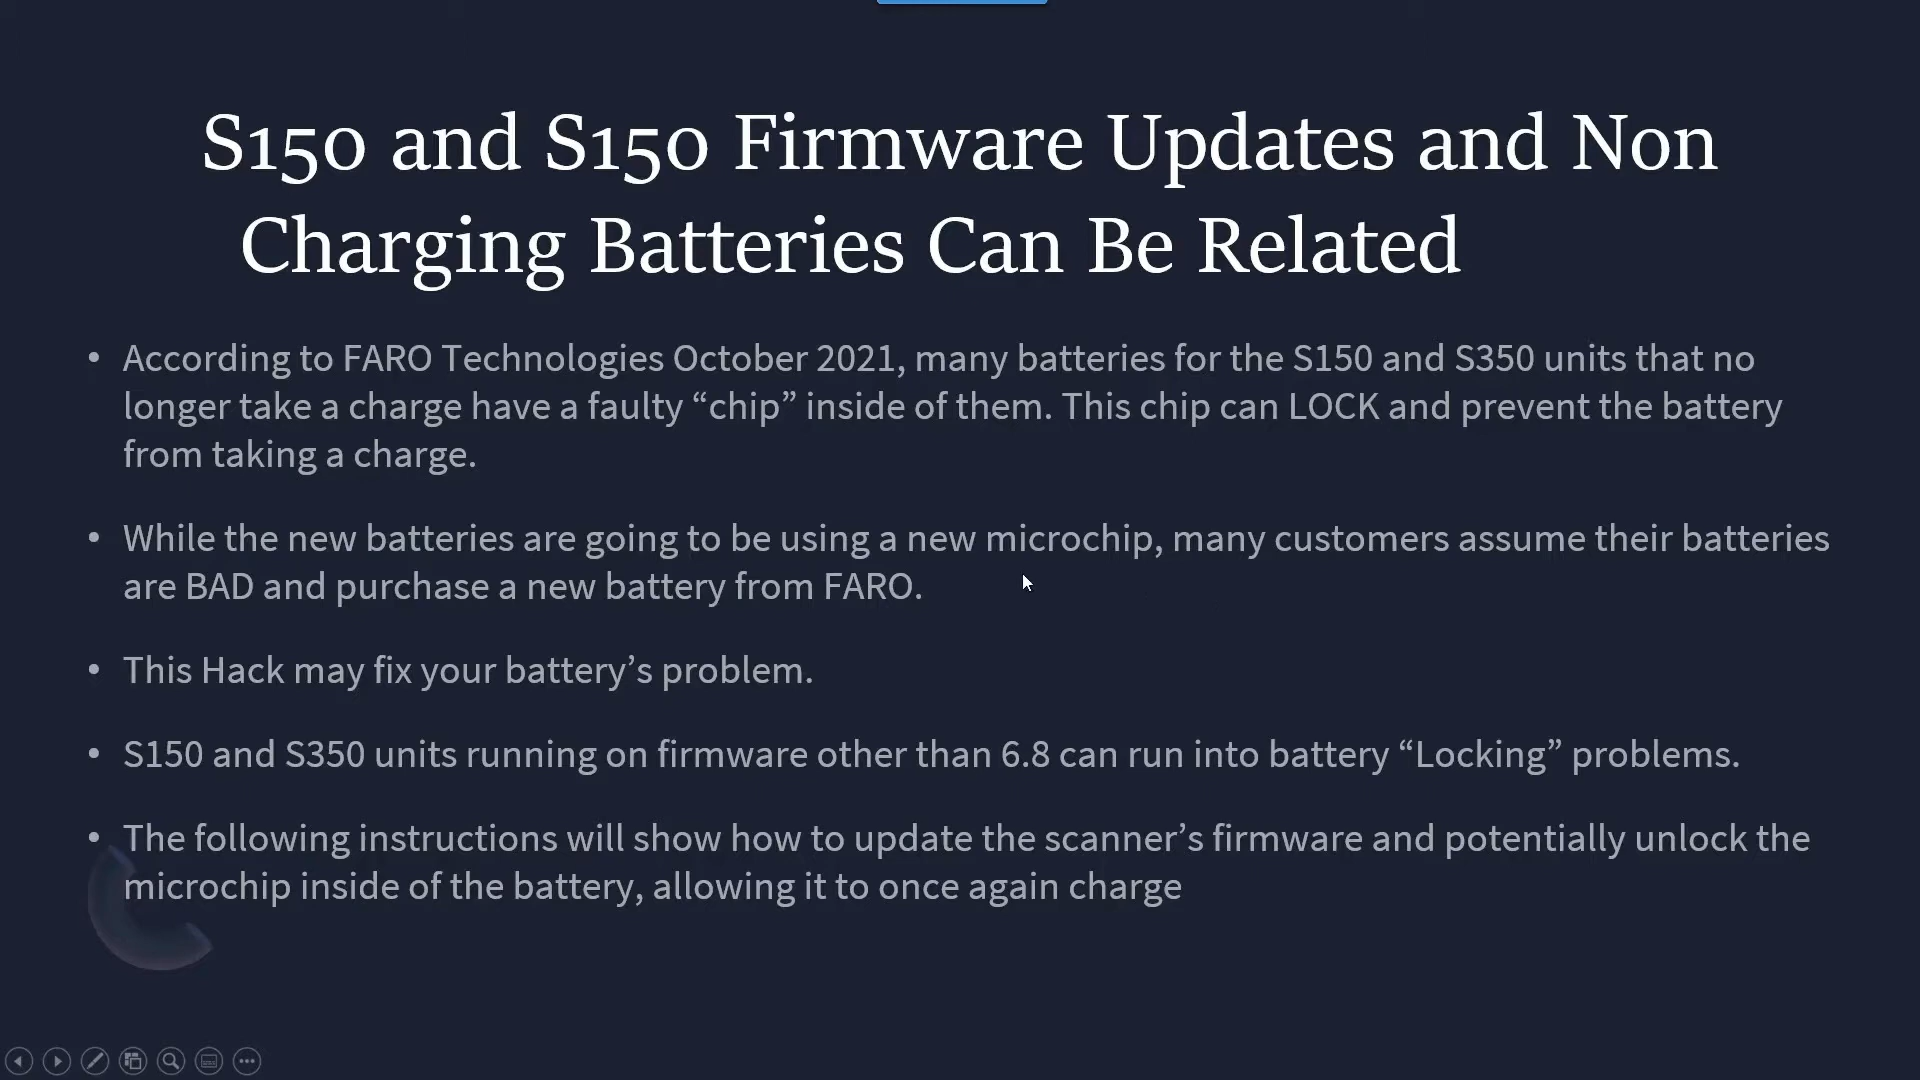 S150 and S150 Firmware Updates and Non
Charging Batteries Can Be Related
• According to FARO Technologies October 2021, many batteries for the S150 and S350 units that no
longer take a charge have a faulty “chip” inside of them. This chip can LOCK and prevent the battery
from taking a charge.
• While the new batteries are going to be using a new microchip, many customers assume their batteries
are BAD and purchase a new battery from FARO.
• This Hack may fix your battery’s problem.
• S150 and S350 units running on firmware other than 6.8 can run into battery “Locking” problems.
• The following instructions will show how to update the scanner’s firmware and potentially unlock the
microchip inside of the battery, allowing it to once again charge